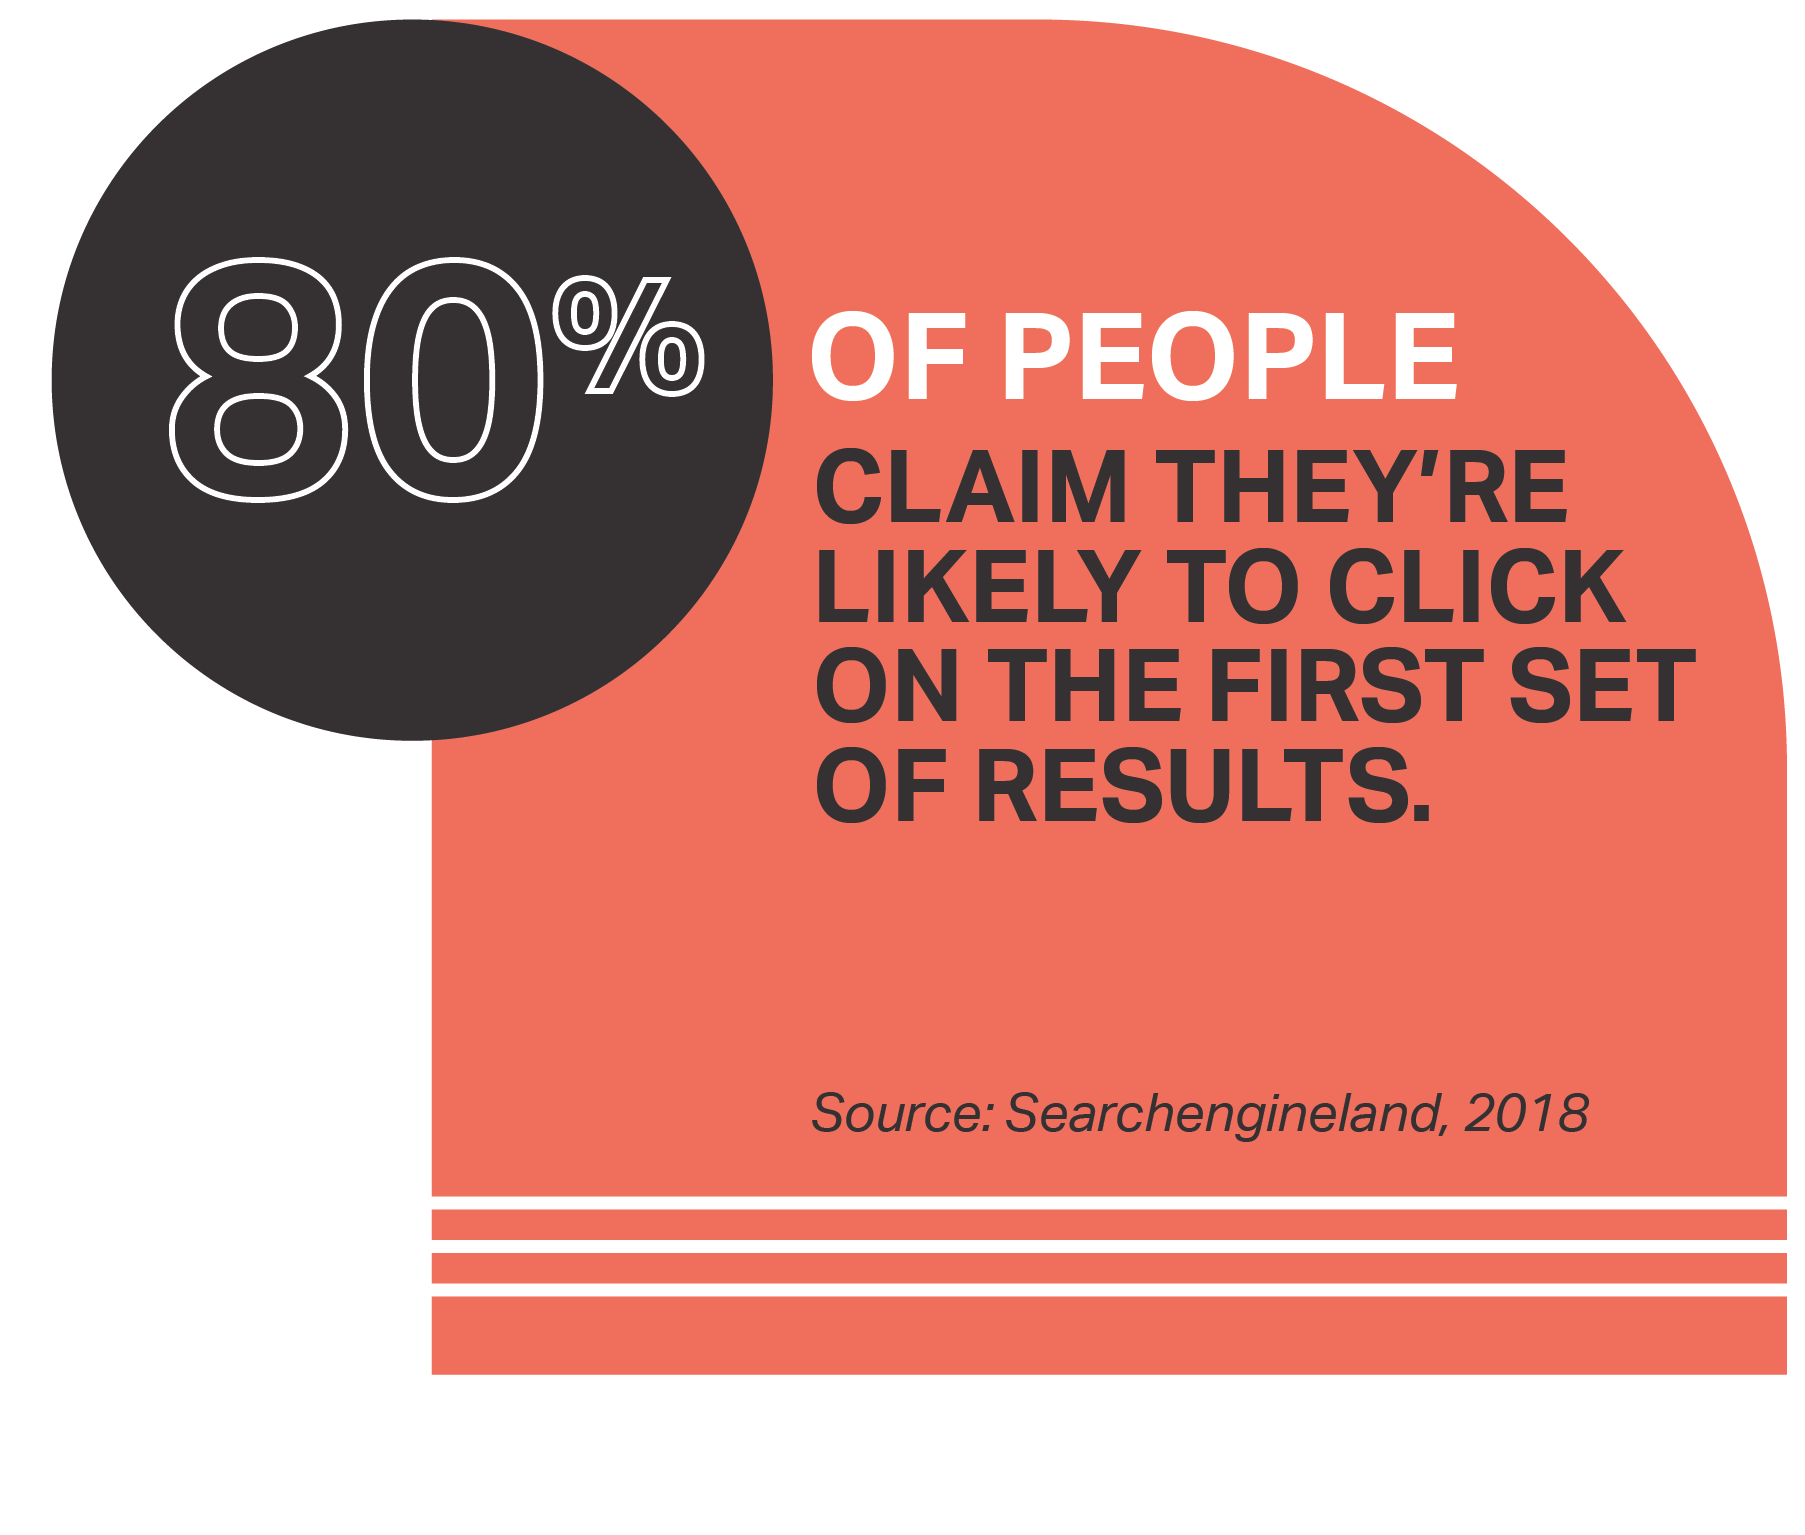 80%
OF PEOPLE
CLAIM THEY'RE
LIKELY TO CLICK
ON THE FIRST SET
OF RESULTS.
Source: Searchengineland, 2018